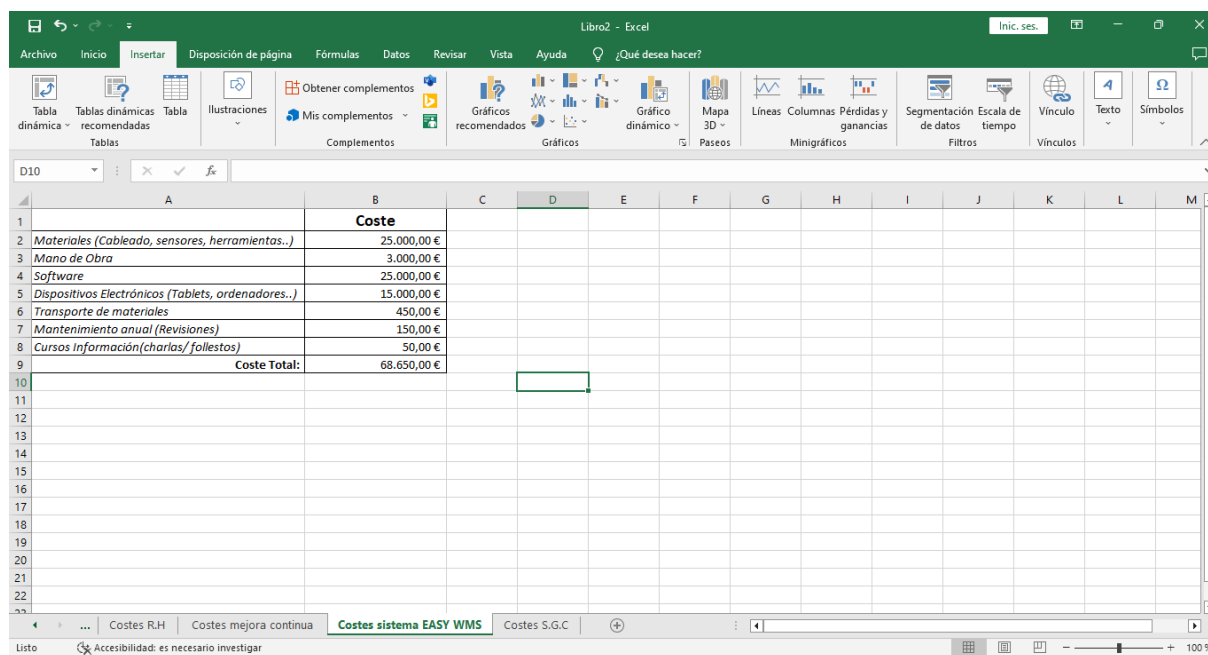 Libro2 - Excel
Inic. ses.
Archivo Inicio Insertar Disposición de página Fórmulas Datos Revisar Vista Ayuda ¿Qué desea hacer?
Tabla dinámica
Tablas dinámicas recomendadas
Tabla
Ilustraciones
Obtener complementos
Mis complementos
Gráficos recomendados
Gráfico dinámico
Mapa 3D
Líneas
Columnas
Pérdidas y ganancias
Segmentación de datos
Escala de tiempo
Vínculo
Texto
Símbolos
Tablas Complementos Gráficos Paseos Minigráficos Filtros Vínculos
D10 fx
A B C D E F G H I J K L M
1 Coste
2 Materiales (Cableado, sensores, herramientas..) 25.000,00 €
3 Mano de Obra 3.000,00 €
4 Software 25.000,00 €
5 Dispositivos Electrónicos (Tablets, ordenadores..) 15.000,00 €
6 Transporte de materiales 450,00 €
7 Mantenimiento anual (Revisiones) 150,00 €
8 Cursos Información(charlas/ follestos) 50,00 €
9 Coste Total: 68.650,00 €
10
11
12
13
14
15
16
17
18
19
20
21
22
... Costes R.H Costes mejora continua Costes sistema EASY WMS Costes S.G.C
Listo Accesibilidad: es necesario investigar 100 %